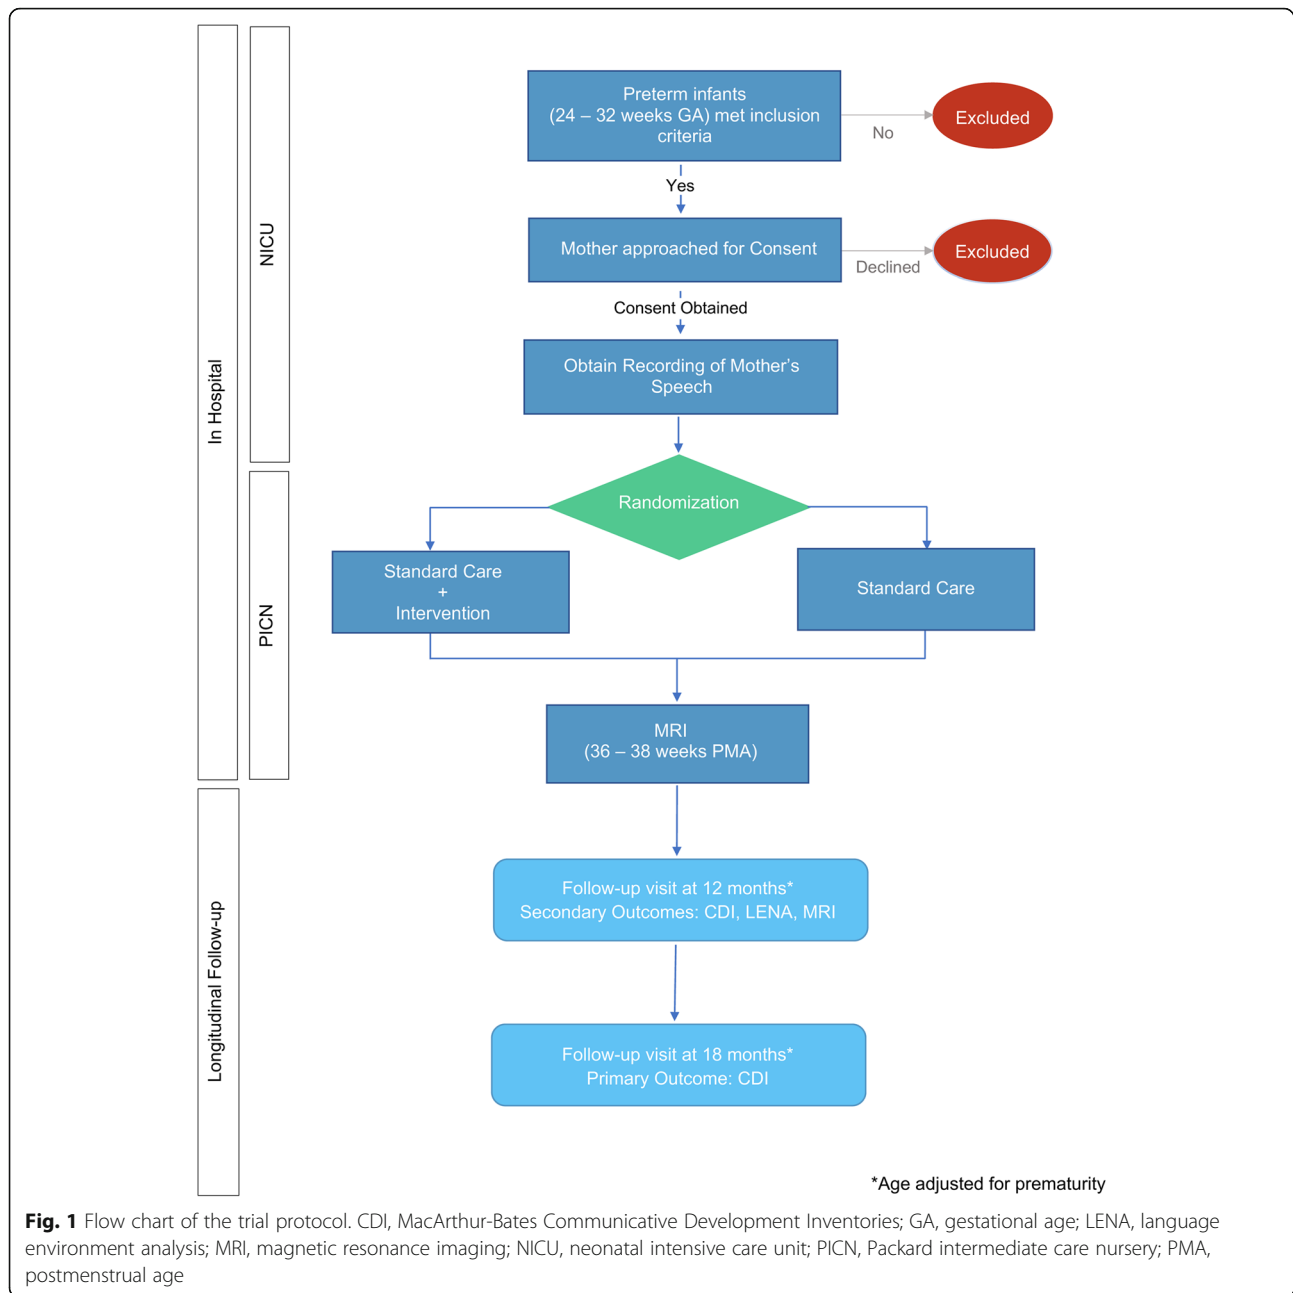 In Hospital
NICU
PICN
Longitudinal Follow-up
Preterm infants
(24 – 32 weeks GA) met inclusion
criteria
No
Excluded
Yes
Mother approached for Consent
Declined
Excluded
Consent Obtained
Obtain Recording of Mother’s
Speech
Randomization
Standard Care
+
Intervention
Standard Care
MRI
(36 – 38 weeks PMA)
Follow-up visit at 12 months*
Secondary Outcomes: CDI, LENA, MRI
Follow-up visit at 18 months*
Primary Outcome: CDI
*Age adjusted for prematurity
Fig. 1 Flow chart of the trial protocol. CDI, MacArthur-Bates Communicative Development Inventories; GA, gestational age; LENA, language
environment analysis; MRI, magnetic resonance imaging; NICU, neonatal intensive care unit; PICN, Packard intermediate care nursery; PMA,
postmenstrual age